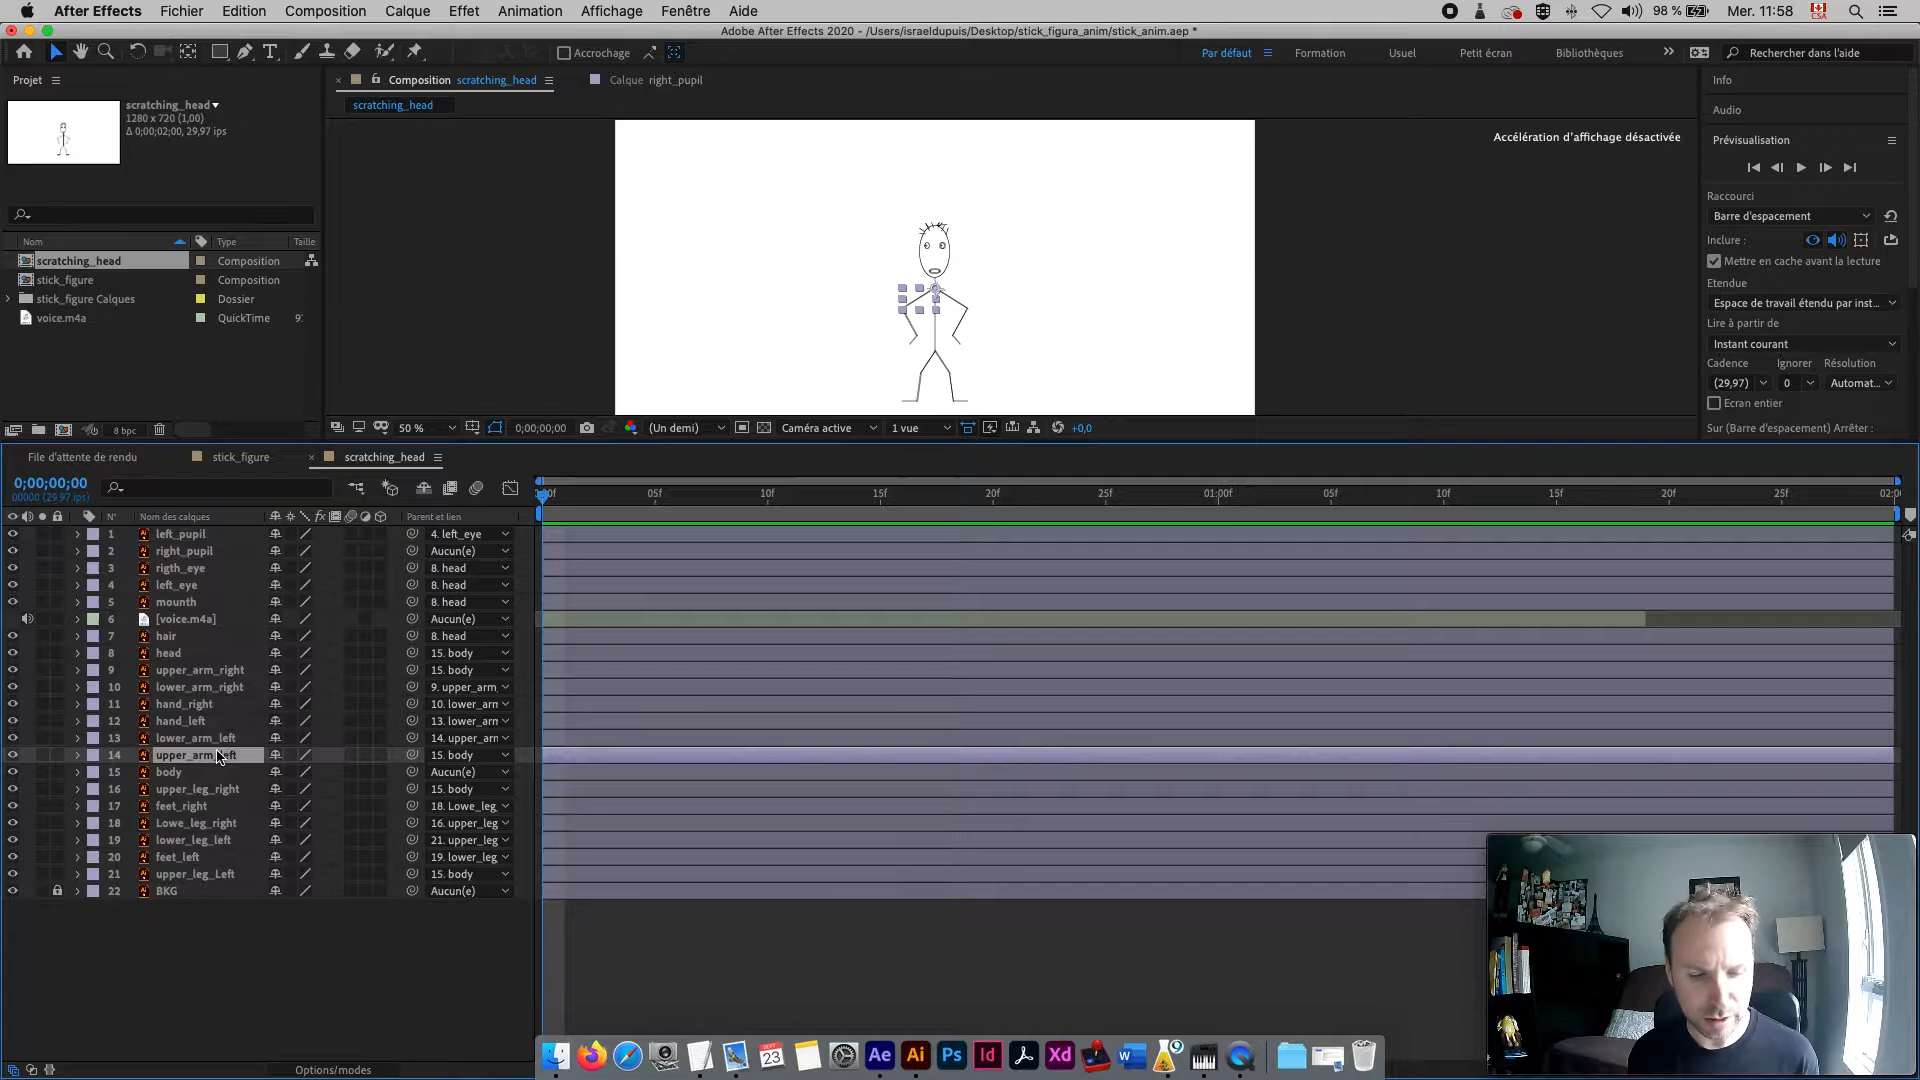 After Effects Fichier Edition Composition Calque Effet Animation Affichage Fenêtre Aide 98 % Mer. 11:58 CSA
Adobe After Effects 2020 - /Users/israeldupuis/Desktop/stick_figura_anim/stick_anim.aep *
Accrochage Par défaut Formation Usuel Petit écran Bibliothèques Rechercher dans l'aide
Projet Composition scratching_head Calque right_pupil Info
scratching_head
1280 x 720 (1,00)
Δ 0;00;02;00, 29,97 ips
scratching_head
Accélération d'affichage désactivée
Audio
Prévisualisation
Raccourci
Barre d'espacement
Inclure :
Mettre en cache avant la lecture
Etendue
Espace de travail étendu par inst...
Lire à partir de
Instant courant
Cadence Ignorer Résolution
(29,97) 0 Automat...
Ecran entier
Sur (Barre d'espacement) Arrêter :
Nom Type Taille
scratching_head Composition
stick_figure Composition
stick_figure Calques Dossier
voice.m4a QuickTime 9
8 bpc
50 % 0;00;00;00 (Un demi) Caméra active 1 vue +0,0
File d'attente de rendu stick_figure scratching_head
0;00;00;00
00000 (29.97 ips)
:00f 05f 10f 15f 20f 25f 01:00f 05f 10f 15f 20f 25f 02:0
N° Nom des calques fx Parent et lien
1 left_pupil 4. left_eye
2 right_pupil Aucun(e)
3 rigth_eye 8. head
4 left_eye 8. head
5 mounth 8. head
6 [voice.m4a] Aucun(e)
7 hair 8. head
8 head 15. body
9 upper_arm_right 15. body
10 lower_arm_right 9. upper_arm_
11 hand_right 10. lower_arm
12 hand_left 13. lower_arm
13 lower_arm_left 14. upper_arm
14 upper_arm_left 15. body
15 body Aucun(e)
16 upper_leg_right 15. body
17 feet_right 18. Lowe_leg_
18 Lowe_leg_right 16. upper_leg
19 lower_leg_left 21. upper_leg
20 feet_left 19. lower_leg
21 upper_leg_Left 15. body
22 BKG Aucun(e)
Options/modes
SEPT
23
Ae Ai Ps Id Xd W 9